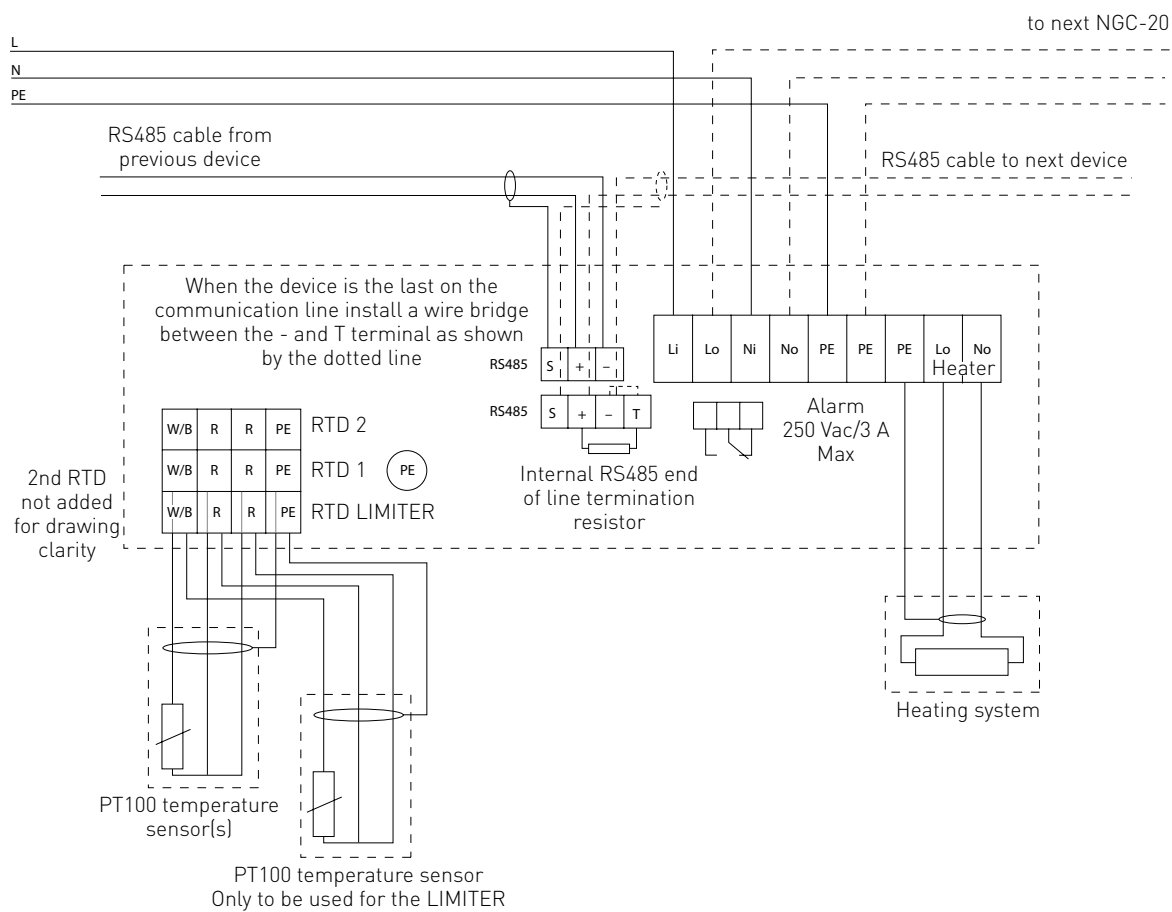 to next NGC-20
L
N
PE
RS485 cable from
previous device
RS485 cable to next device
When the device is the last on the
communication line install a wire bridge
between the - and T terminal as shown
by the dotted line
RS485 S + –
Li Lo Ni No PE PE PE Lo No
Heater
RS485 S + – T
Alarm
250 Vac/3 A
Max
Internal RS485 end
of line termination
resistor
W/B R R PE RTD 2
W/B R R PE RTD 1 PE
W/B R R PE RTD LIMITER
2nd RTD
not added
for drawing
clarity
Heating system
PT100 temperature
sensor(s)
PT100 temperature sensor
Only to be used for the LIMITER